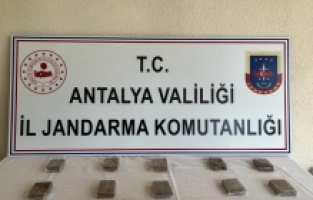 T.C.
ANTALYA VALİLİĞİ
İL JANDARMA KOMUTANLIĞI